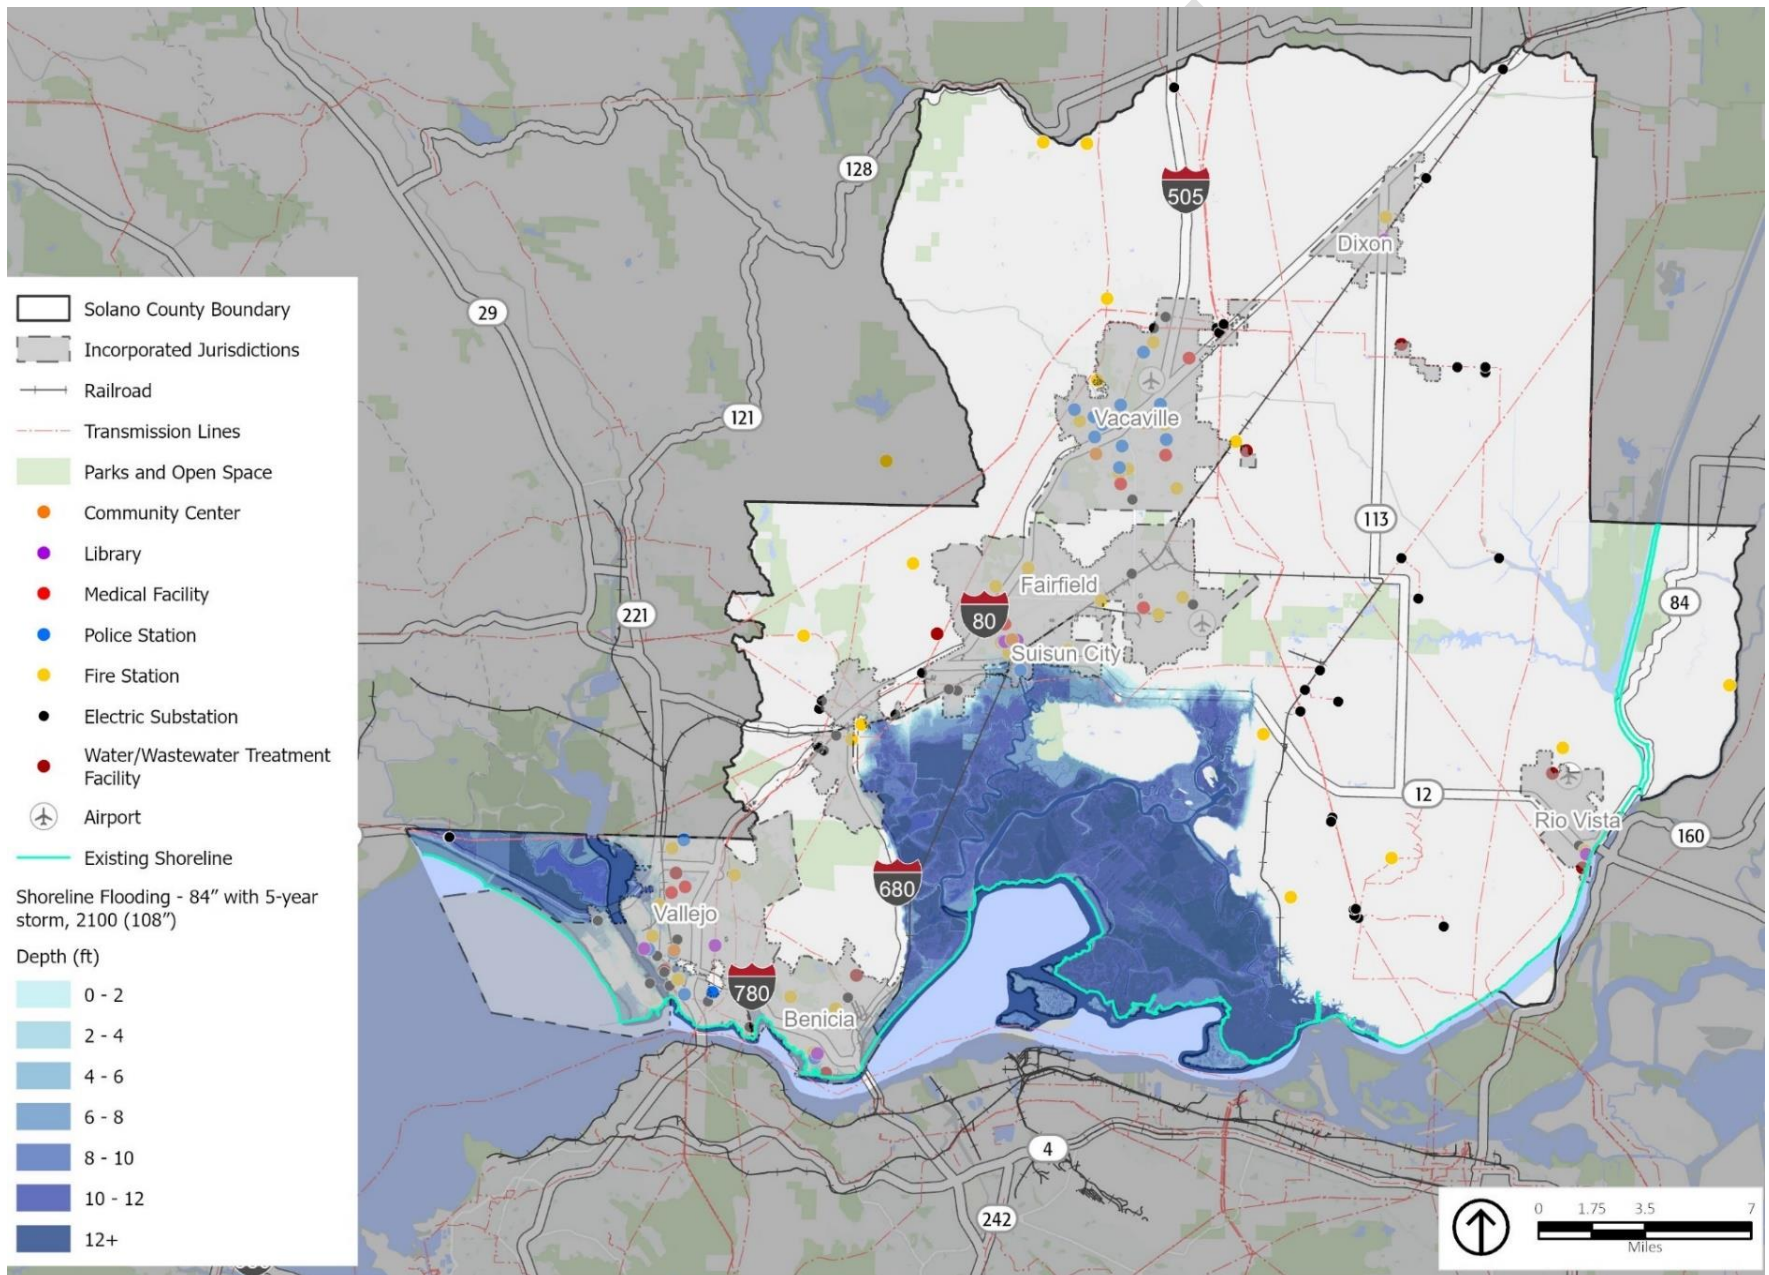 128
505
Dixon
29
121
Vacaville
113
84
221
Fairfield
80
Suisun City
12
Rio Vista
160
680
Vallejo
780
Benicia
4
242
Solano County Boundary
Incorporated Jurisdictions
Railroad
Transmission Lines
Parks and Open Space
Community Center
Library
Medical Facility
Police Station
Fire Station
Electric Substation
Water/Wastewater Treatment
Facility
Airport
Existing Shoreline
Shoreline Flooding - 84” with 5-year
storm, 2100 (108”)
Depth (ft)
0 - 2
2 - 4
4 - 6
6 - 8
8 - 10
10 - 12
12+
0 1.75 3.5 7
Miles